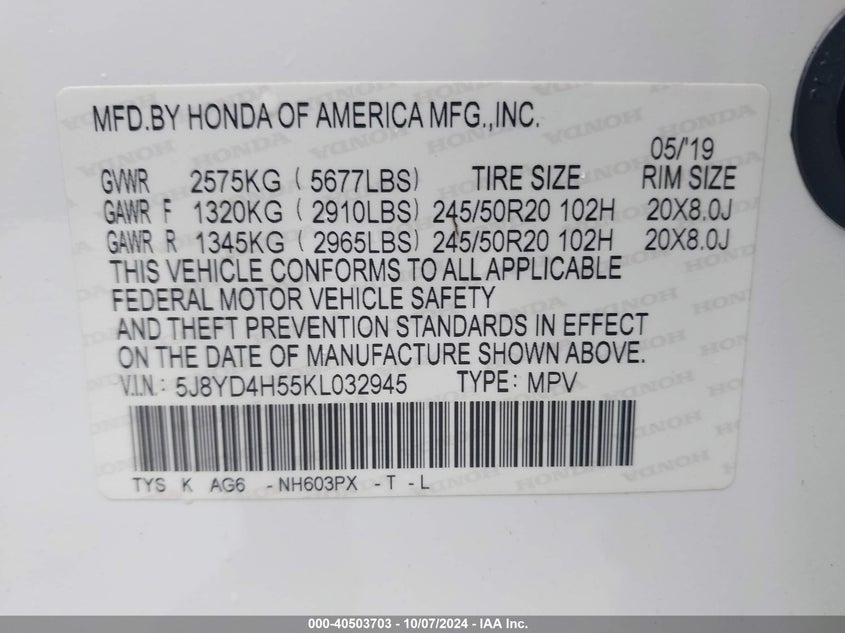 MFD.BY HONDA OF AMERICA MFG.,INC.
05/'19
GVWR 2575KG ( 5677LBS) TIRE SIZE RIM SIZE
GAWR F 1320KG ( 2910LBS) 245/50R20 102H 20X8.0J
GAWR R 1345KG ( 2965LBS) 245/50R20 102H 20X8.0J
THIS VEHICLE CONFORMS TO ALL APPLICABLE
FEDERAL MOTOR VEHICLE SAFETY
AND THEFT PREVENTION STANDARDS IN EFFECT
ON THE DATE OF MANUFACTURE SHOWN ABOVE.
V.I.N.: 5J8YD4H55KL032945 TYPE: MPV
TYS K AG6 -NH603PX -T -L
000-40503703 - 10/07/2024 - IAA Inc.